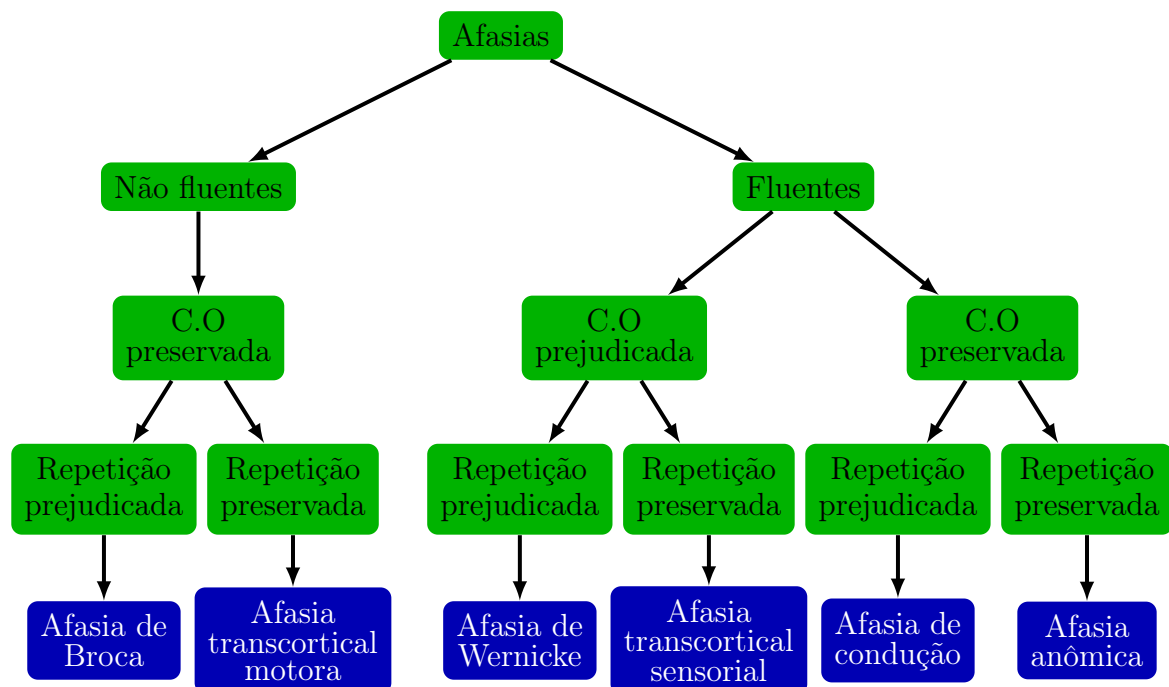 Afasias
Não fluentes
Fluentes
C.O
preservada
C.O
prejudicada
C.O
preservada
Repetição
prejudicada
Repetição
preservada
Repetição
prejudicada
Repetição
preservada
Repetição
prejudicada
Repetição
preservada
Afasia de
Broca
Afasia
transcortical
motora
Afasia de
Wernicke
Afasia
transcortical
sensorial
Afasia de
condução
Afasia
anômica